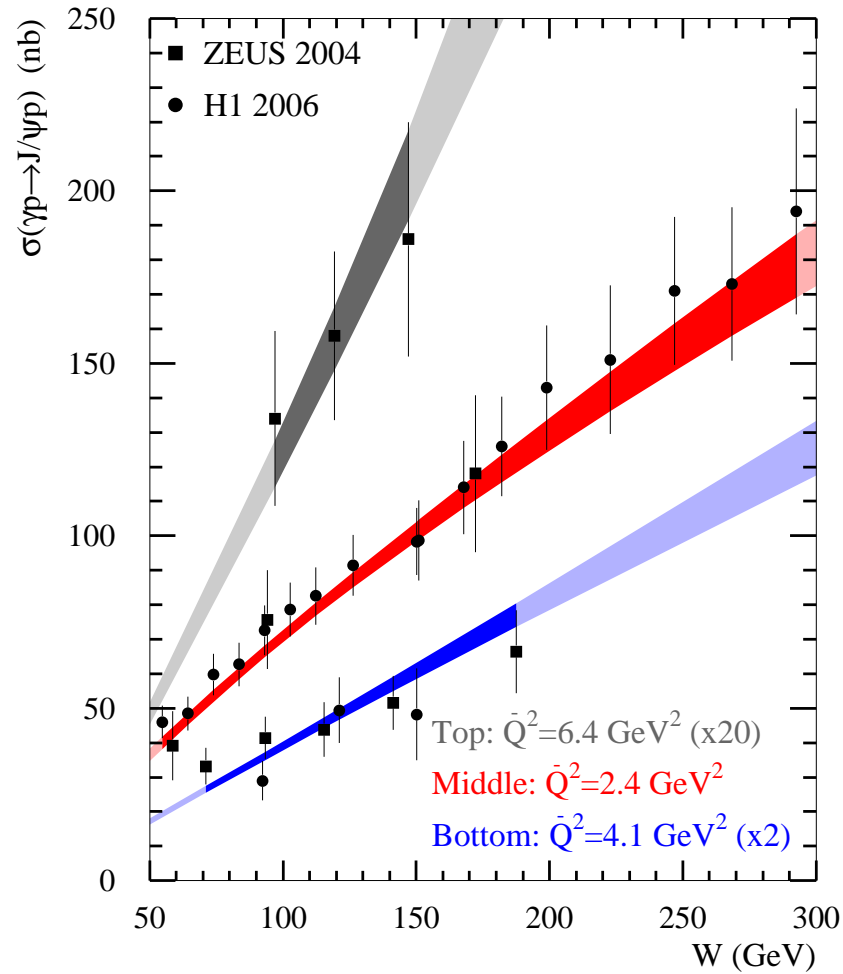 σ(γp→J/ψp) (nb)
250
200
150
100
50
0
ZEUS 2004
H1 2006
Top: Q̄²=6.4 GeV² (x20)
Middle: Q̄²=2.4 GeV²
Bottom: Q̄²=4.1 GeV² (x2)
50 100 150 200 250 300
W (GeV)